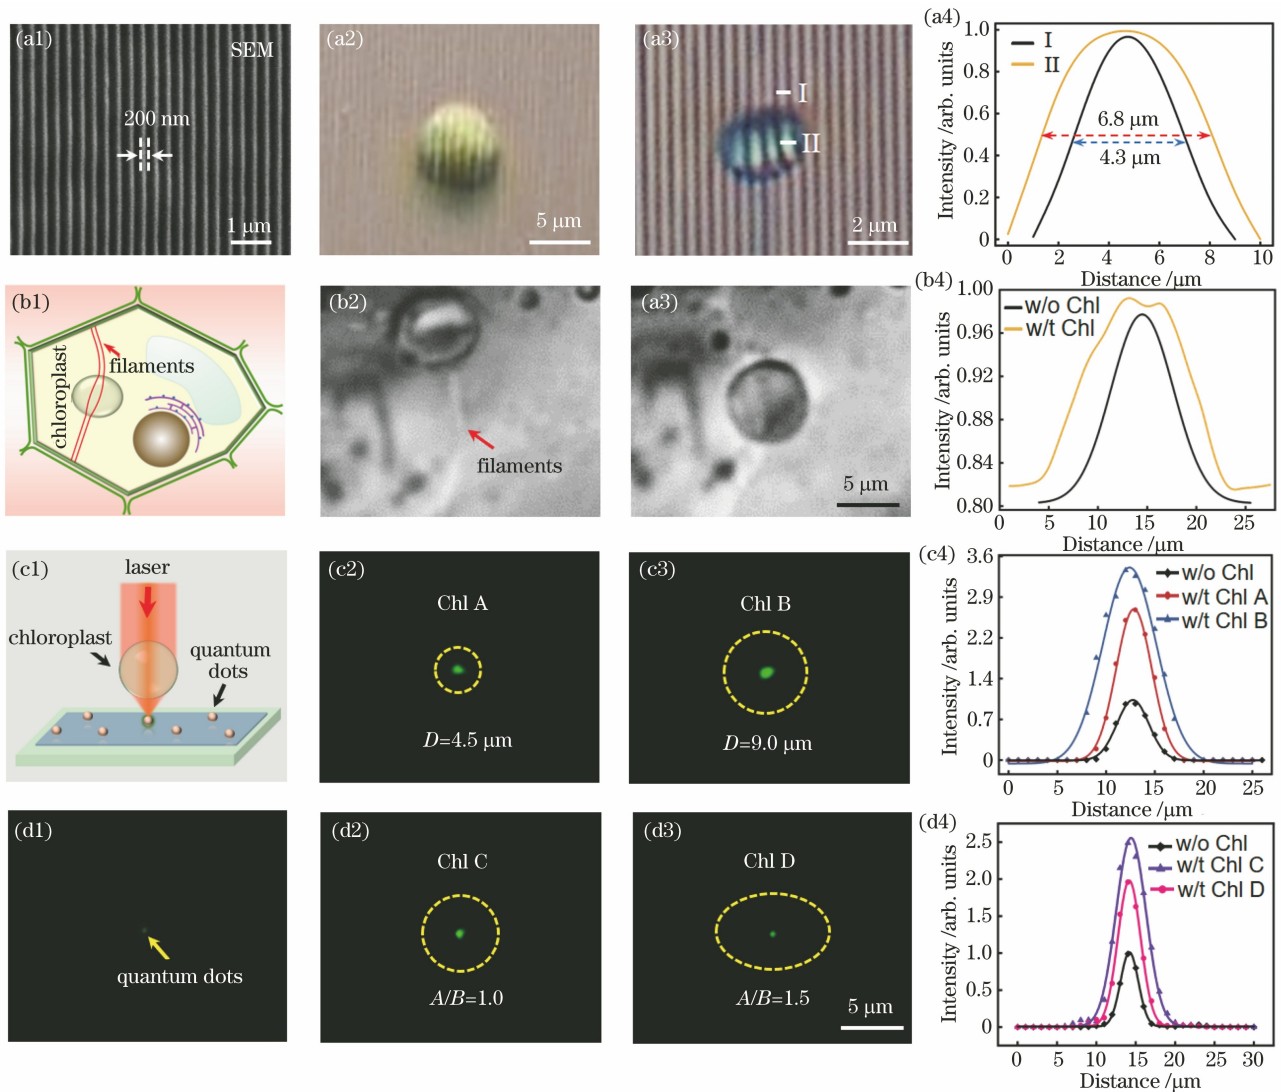 (a1)
SEM
200 nm
1 μm
(a2)
5 μm
(a3)
I
II
2 μm
(a4)
1.0
0.8
0.6
0.4
0.2
0
Intensity /arb. units
I
II
6.8 μm
4.3 μm
0 2 4 6 8 10
Distance /μm
(b1)
chloroplast
filaments
(b2)
filaments
(a3)
5 μm
(b4)
1.00
0.96
0.92
0.88
0.84
0.80
Intensity /arb. units
w/o Chl
w/t Chl
0 5 10 15 20 25
Distance /μm
(c1)
laser
chloroplast
quantum
dots
(c2)
Chl A
D=4.5 μm
(c3)
Chl B
D=9.0 μm
(c4)
3.6
2.9
2.2
1.4
0.7
0
Intensity /arb. units
w/o Chl
w/t Chl A
w/t Chl B
0 5 10 15 20 25
Distance /μm
(d1)
quantum dots
(d2)
Chl C
A/B=1.0
(d3)
Chl D
A/B=1.5
5 μm
(d4)
2.5
2.0
1.5
1.0
0.5
0
Intensity /arb. units
w/o Chl
w/t Chl C
w/t Chl D
0 5 10 15 20 25 30
Distance /μm